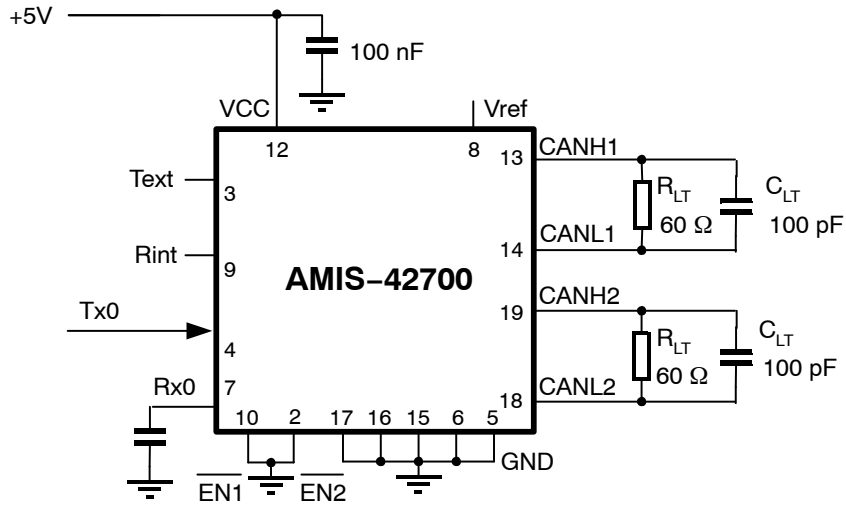 +5V
100 nF
VCC
Vref
12
8
13
CANH1
Text
3
R_LT
60 Ω
C_LT
100 pF
14
CANL1
Rint
9
AMIS−42700
19
CANH2
Tx0
4
R_LT
60 Ω
C_LT
100 pF
Rx0
7
18
CANL2
10
2
17
16
15
6
5
GND
EN1
EN2